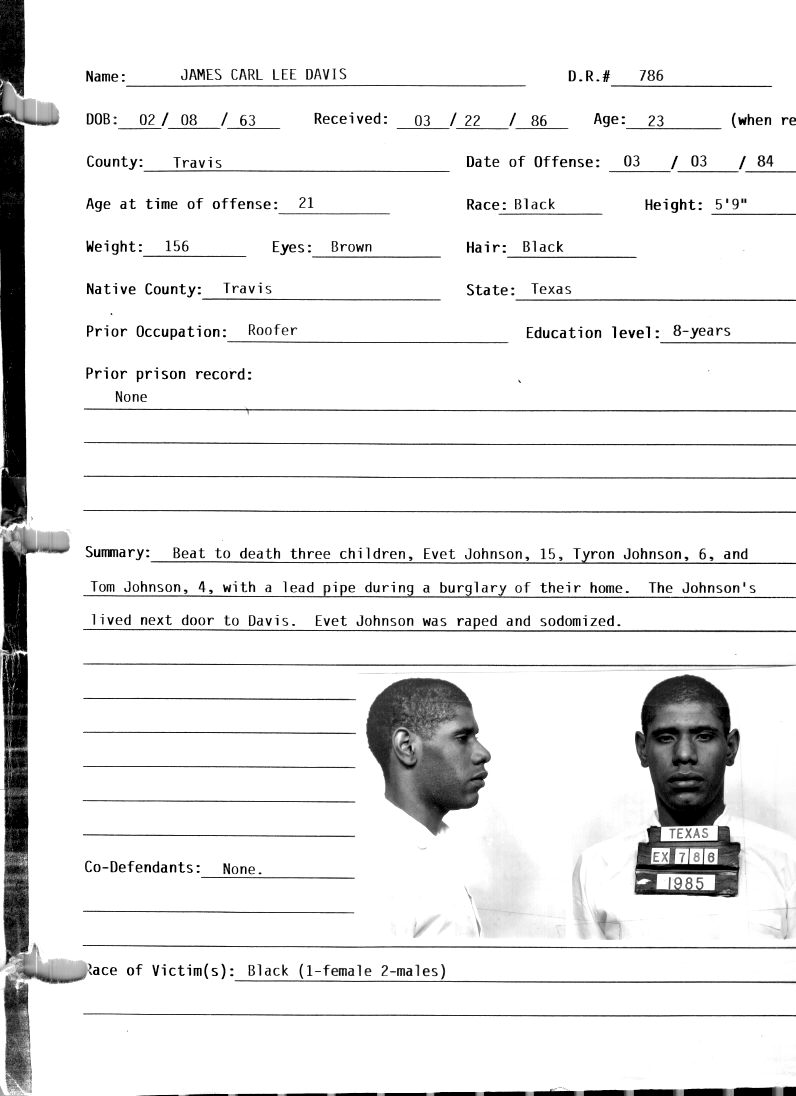 Name: JAMES CARL LEE DAVIS D.R.# 786
DOB: 02 / 08 / 63 Received: 03 / 22 / 86 Age: 23 (when re
County: Travis Date of Offense: 03 / 03 / 84
Age at time of offense: 21 Race: Black Height: 5'9"
Weight: 156 Eyes: Brown Hair: Black
Native County: Travis State: Texas
Prior Occupation: Roofer Education level: 8-years
Prior prison record:
None
Summary: Beat to death three children, Evet Johnson, 15, Tyron Johnson, 6, and
Tom Johnson, 4, with a lead pipe during a burglary of their home. The Johnson's
lived next door to Davis. Evet Johnson was raped and sodomized.
TEXAS
EX 786
1985
Co-Defendants: None.
Race of Victim(s): Black (1-female 2-males)